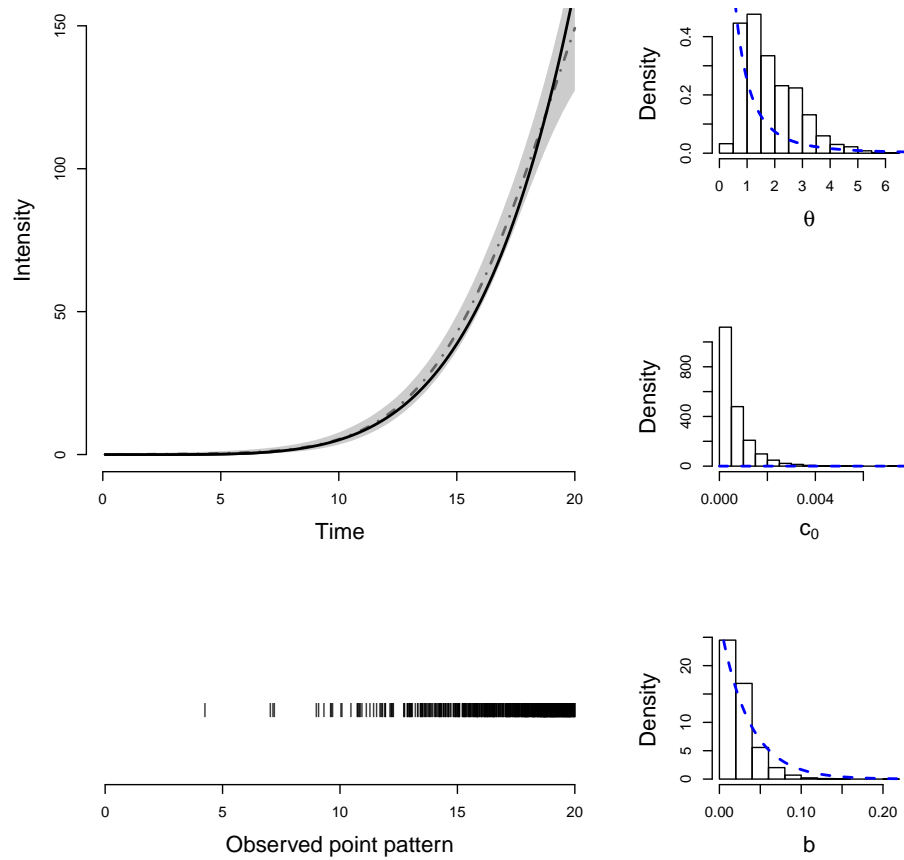 Intensity
0
50
100
150
0 5 10 15 20
Time
Density
0.0 0.2 0.4
0 1 2 3 4 5 6
θ
Density
0 400 800
0.000 0.004
c₀
0 5 10 15 20
Observed point pattern
Density
0 5 10 20
0.00 0.10 0.20
b